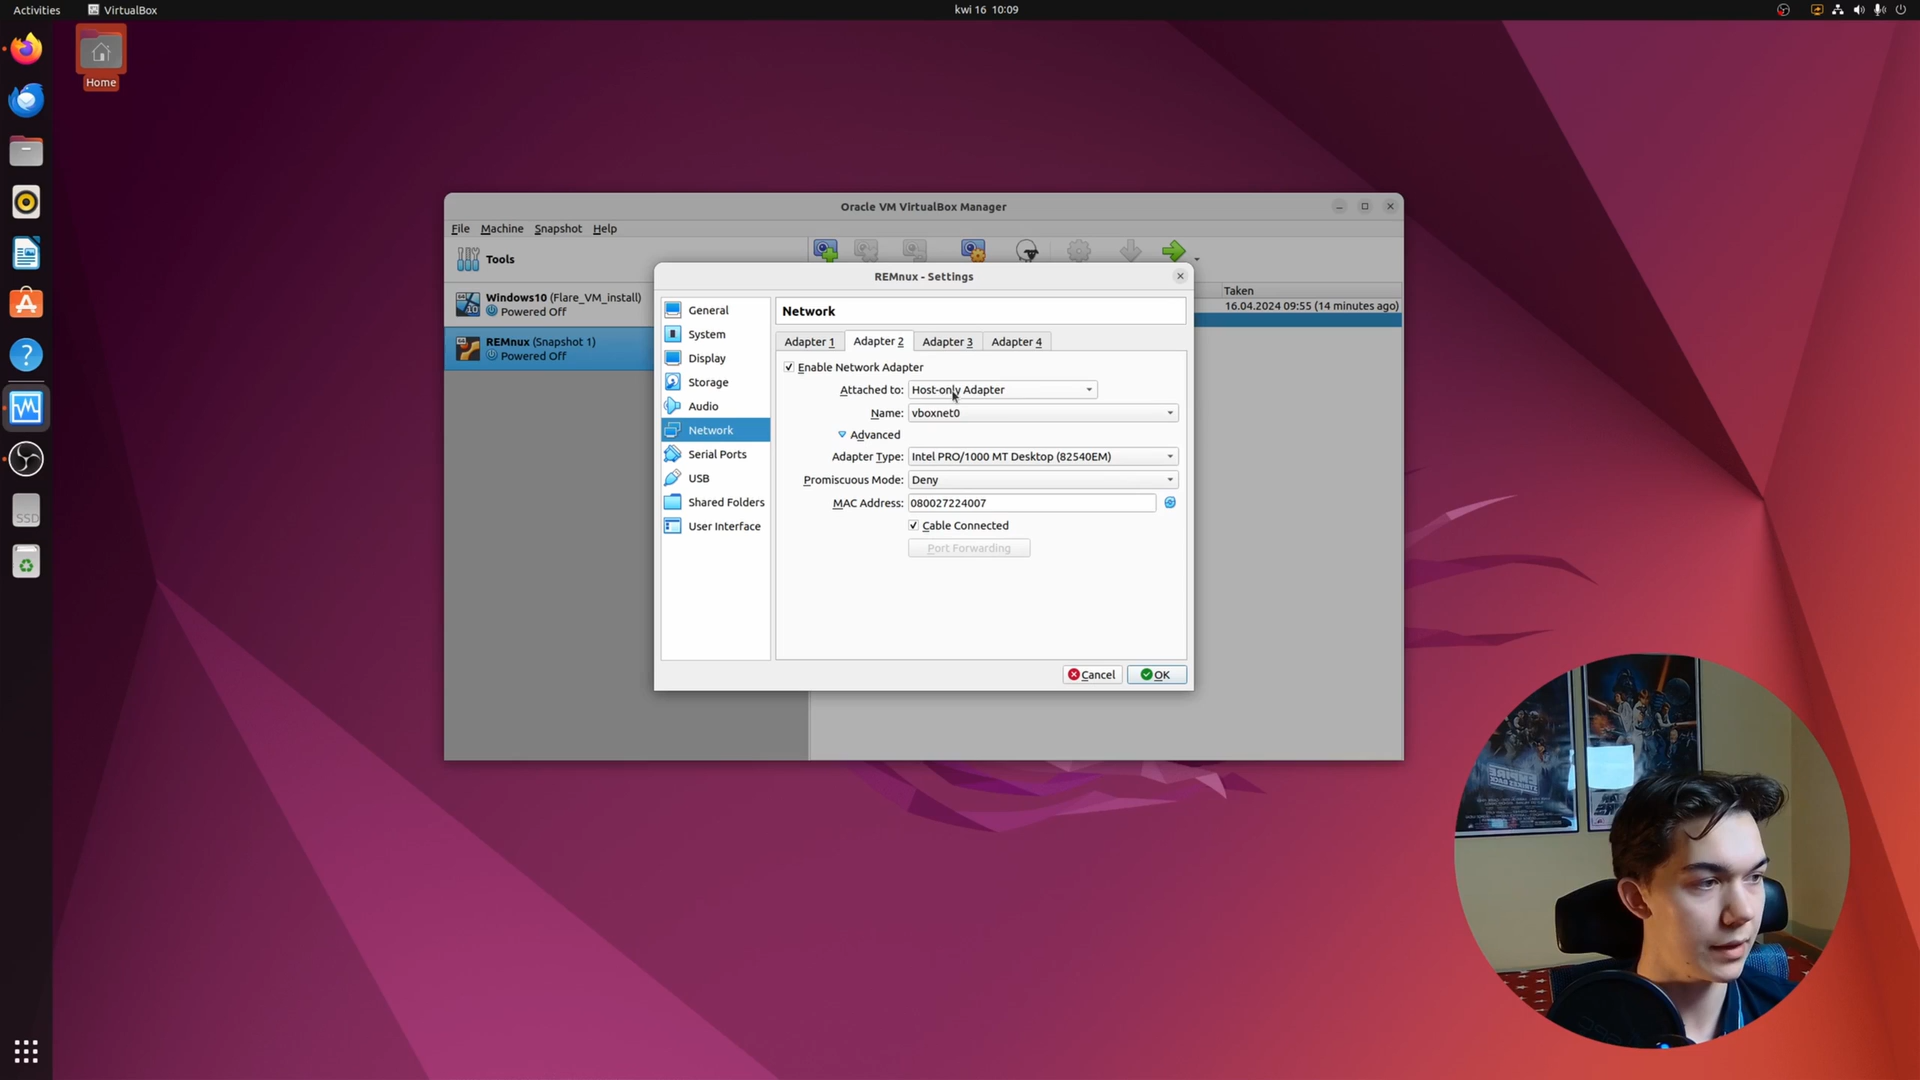 Activities
VirtualBox
kwi 16 10:09
Home
Oracle VM VirtualBox Manager
File Machine Snapshot Help
Tools
Windows10 (Flare_VM_install)
Powered Off
REMnux (Snapshot 1)
Powered Off
Taken
16.04.2024 09:55 (14 minutes ago)
REMnux - Settings
General
System
Display
Storage
Audio
Network
Serial Ports
USB
Shared Folders
User Interface
Network
Adapter 1 Adapter 2 Adapter 3 Adapter 4
Enable Network Adapter
Attached to: Host-only Adapter
Name: vboxnet0
Advanced
Adapter Type: Intel PRO/1000 MT Desktop (82540EM)
Promiscuous Mode: Deny
MAC Address: 080027224007
Cable Connected
Port Forwarding
Cancel OK
SSD